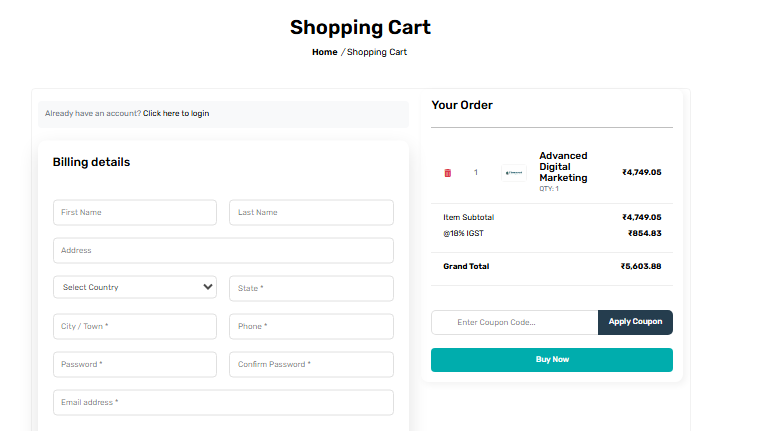 Shopping Cart
Home / Shopping Cart
Already have an account? Click here to login
Billing details
First Name
Last Name
Address
Select Country
State *
City / Town *
Phone *
Password *
Confirm Password *
Email address *
Your Order
1
Advanced
Digital
Marketing
QTY: 1
₹4,749.05
Item Subtotal ₹4,749.05
@18% IGST ₹854.83
Grand Total ₹5,603.88
Enter Coupon Code...
Apply Coupon
Buy Now